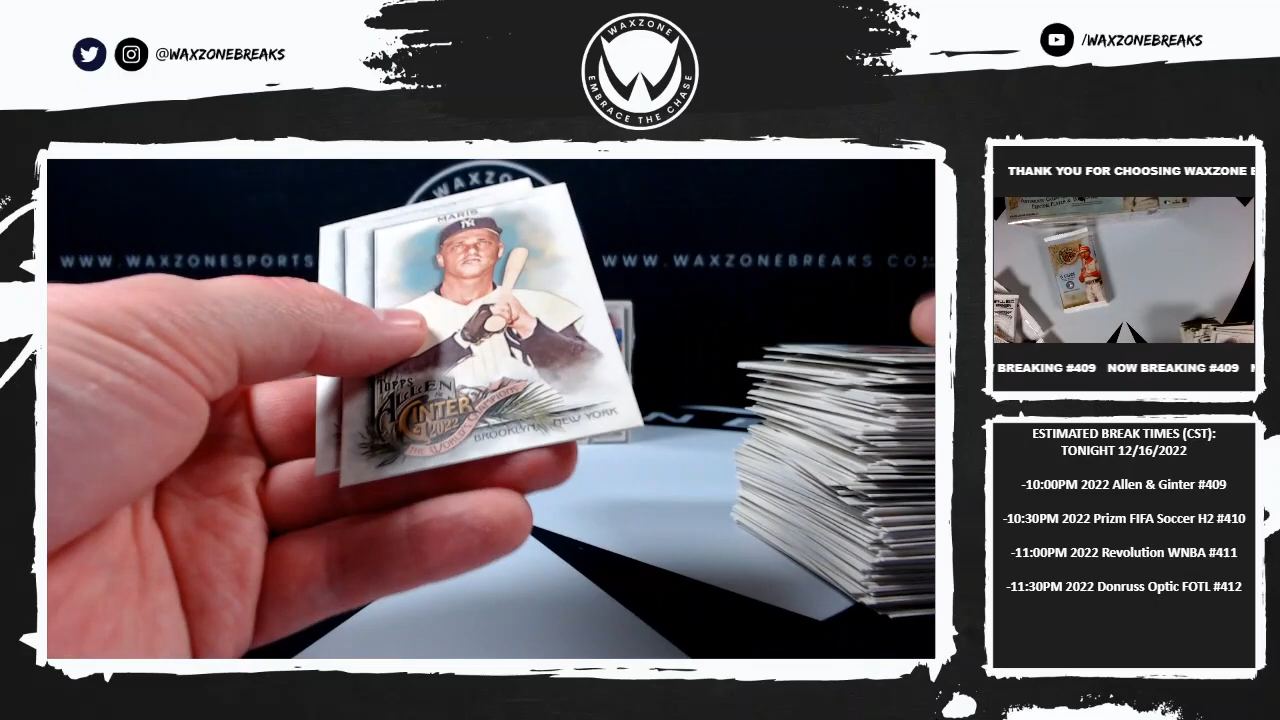 @WAXZONEBREAKS
WAXZONE
EMBRACE THE CHASE
/WAXZONEBREAKS
WAXZO
WWW.WAXZONESPORTS
WWW.WAXZONEBREAKS.CO
MARIS
NY
TOPPS
ALLEN
GINTER
2022
NEW YORK
THANK YOU FOR CHOOSING WAXZONE
BREAKING #409 NOW BREAKING #409
ESTIMATED BREAK TIMES (CST):
TONIGHT 12/16/2022
-10:00PM 2022 Allen & Ginter #409
-10:30PM 2022 Prizm FIFA Soccer H2 #410
-11:00PM 2022 Revolution WNBA #411
-11:30PM 2022 Donruss Optic FOTL #412